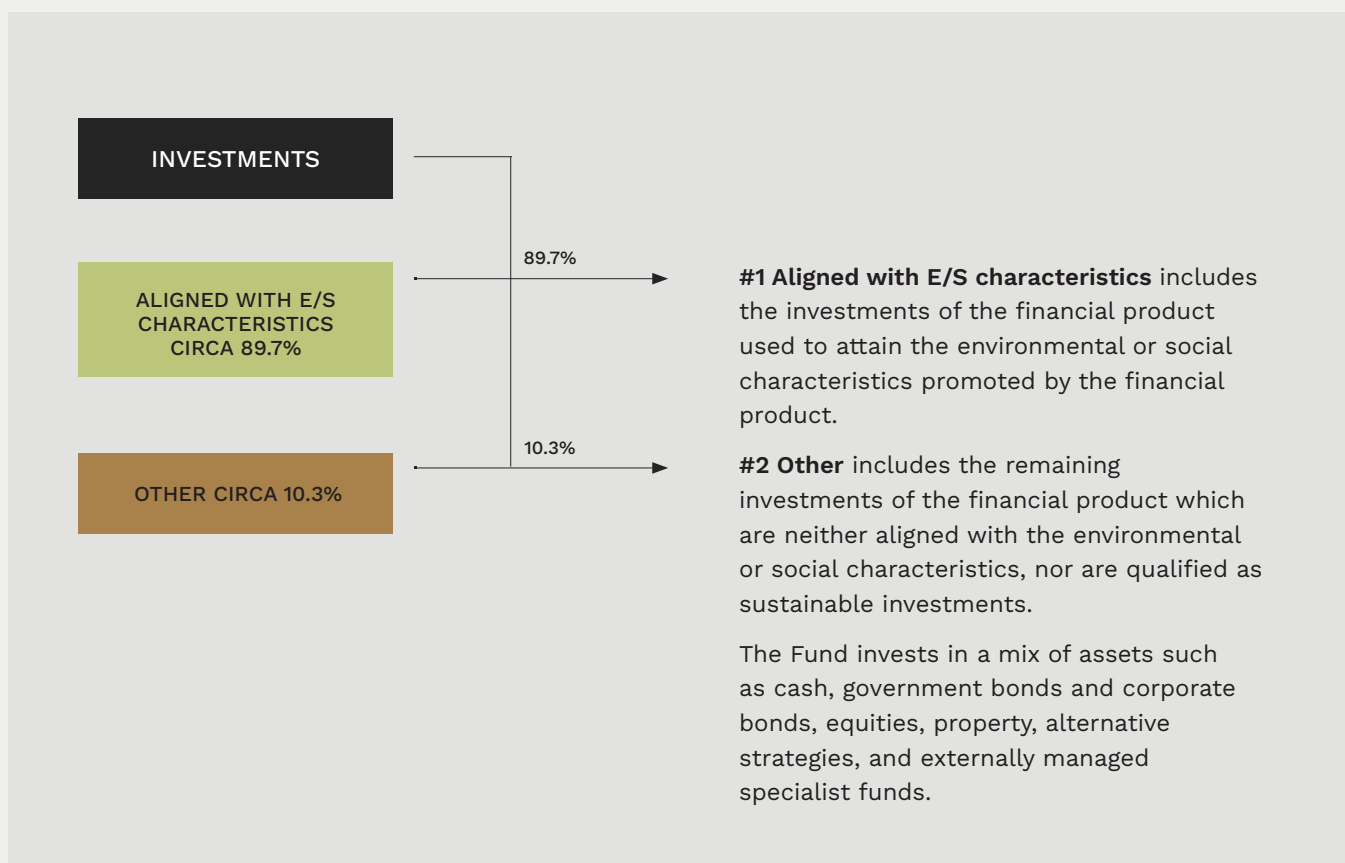 INVESTMENTS
89.7%
ALIGNED WITH E/S
CHARACTERISTICS
CIRCA 89.7%
10.3%
OTHER CIRCA 10.3%
#1 Aligned with E/S characteristics includes
the investments of the financial product
used to attain the environmental or social
characteristics promoted by the financial
product.
#2 Other includes the remaining
investments of the financial product which
are neither aligned with the environmental
or social characteristics, nor are qualified as
sustainable investments.
The Fund invests in a mix of assets such
as cash, government bonds and corporate
bonds, equities, property, alternative
strategies, and externally managed
specialist funds.